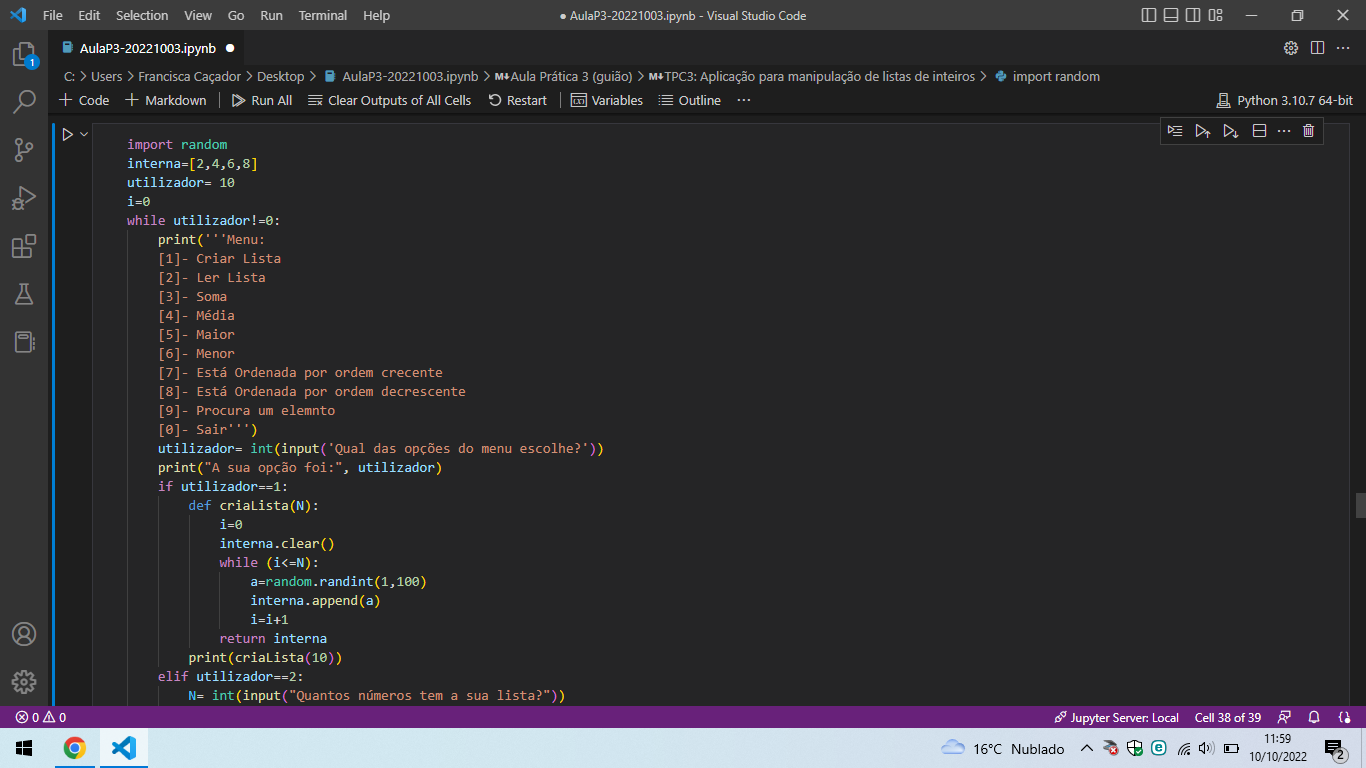 File Edit Selection View Go Run Terminal Help
● AulaP3-20221003.ipynb - Visual Studio Code
AulaP3-20221003.ipynb ●
C: > Users > Francisca Caçador > Desktop > AulaP3-20221003.ipynb > M↓Aula Prática 3 (guião) > M↓TPC3: Aplicação para manipulação de listas de inteiros > import random
+ Code + Markdown Run All Clear Outputs of All Cells Restart Variables Outline ··· Python 3.10.7 64-bit
1
import random
interna=[2,4,6,8]
utilizador= 10
i=0
while utilizador!=0:
    print('''Menu:
    [1]- Criar Lista
    [2]- Ler Lista
    [3]- Soma
    [4]- Média
    [5]- Maior
    [6]- Menor
    [7]- Está Ordenada por ordem crecente
    [8]- Está Ordenada por ordem decrescente
    [9]- Procura um elemnto
    [0]- Sair''')
    utilizador= int(input('Qual das opções do menu escolhe?'))
    print("A sua opção foi:", utilizador)
    if utilizador==1:
        def criaLista(N):
            i=0
            interna.clear()
            while (i<=N):
                a=random.randint(1,100)
                interna.append(a)
                i=i+1
            return interna
        print(criaLista(10))
    elif utilizador==2:
        N= int(input("Quantos números tem a sua lista?"))
0 0 Jupyter Server: Local Cell 38 of 39
16°C Nublado
11:59
10/10/2022
2